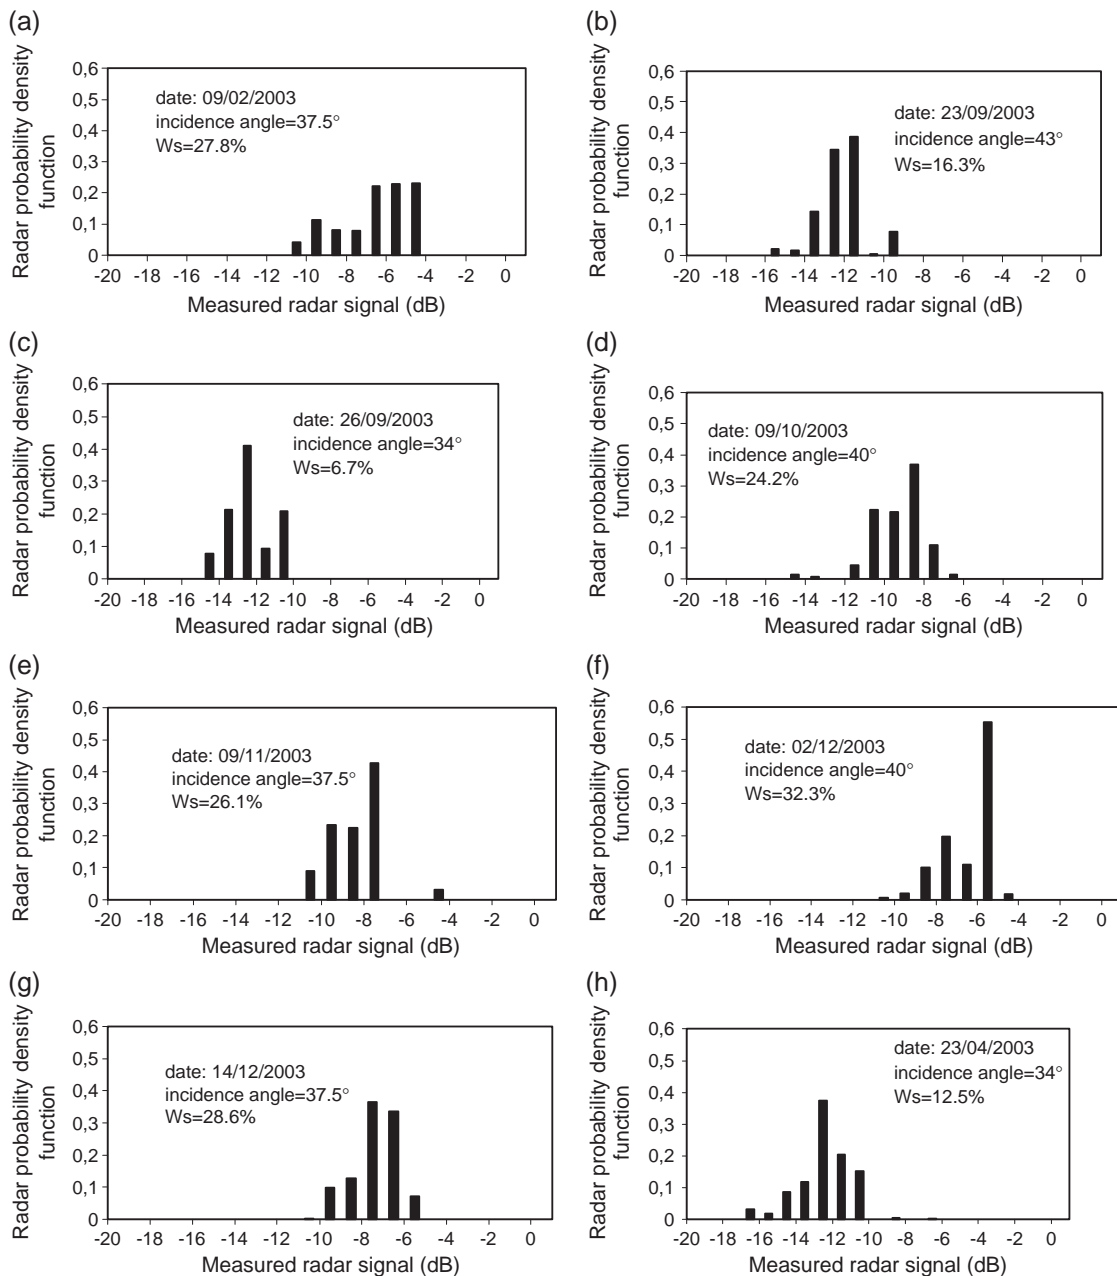 (a)
Radar probability density
function
0,6
0,5
0,4
0,3
0,2
0,1
0
date: 09/02/2003
incidence angle=37.5°
Ws=27.8%
-20 -18 -16 -14 -12 -10 -8 -6 -4 -2 0
Measured radar signal (dB)
(b)
Radar probability density
function
0,6
0,5
0,4
0,3
0,2
0,1
0
date: 23/09/2003
incidence angle=43°
Ws=16.3%
-20 -18 -16 -14 -12 -10 -8 -6 -4 -2 0
Measured radar signal (dB)
(c)
Radar probability density
function
0,6
0,5
0,4
0,3
0,2
0,1
0
date: 26/09/2003
incidence angle=34°
Ws=6.7%
-20 -18 -16 -14 -12 -10 -8 -6 -4 -2 0
Measured radar signal (dB)
(d)
Radar probability density
function
0,6
0,5
0,4
0,3
0,2
0,1
0
date: 09/10/2003
incidence angle=40°
Ws=24.2%
-20 -18 -16 -14 -12 -10 -8 -6 -4 -2 0
Measured radar signal (dB)
(e)
Radar probability density
function
0,6
0,5
0,4
0,3
0,2
0,1
0
date: 09/11/2003
incidence angle=37.5°
Ws=26.1%
-20 -18 -16 -14 -12 -10 -8 -6 -4 -2 0
Measured radar signal (dB)
(f)
Radar probability density
function
0,6
0,5
0,4
0,3
0,2
0,1
0
date: 02/12/2003
incidence angle=40°
Ws=32.3%
-20 -18 -16 -14 -12 -10 -8 -6 -4 -2 0
Measured radar signal (dB)
(g)
Radar probability density
function
0,6
0,5
0,4
0,3
0,2
0,1
0
date: 14/12/2003
incidence angle=37.5°
Ws=28.6%
-20 -18 -16 -14 -12 -10 -8 -6 -4 -2 0
Measured radar signal (dB)
(h)
Radar probability density
function
0,6
0,5
0,4
0,3
0,2
0,1
0
date: 23/04/2003
incidence angle=34°
Ws=12.5%
-20 -18 -16 -14 -12 -10 -8 -6 -4 -2 0
Measured radar signal (dB)